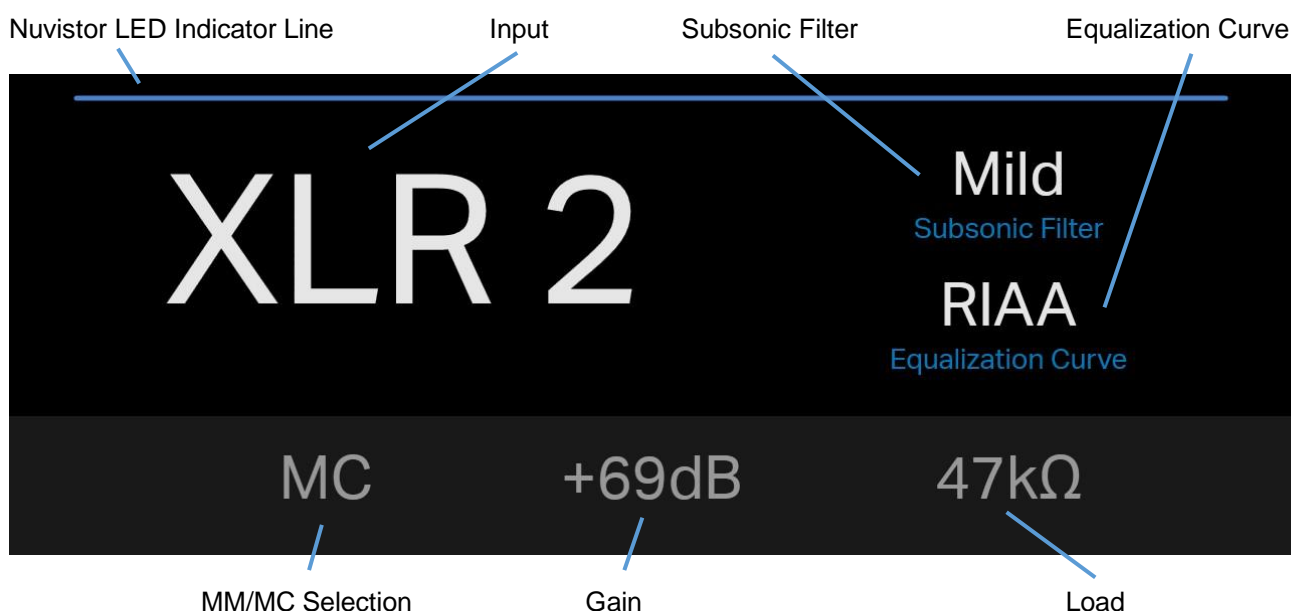 Nuvistor LED Indicator Line Input Subsonic Filter Equalization Curve
XLR 2
Mild
Subsonic Filter
RIAA
Equalization Curve
MC +69dB 47kΩ
MM/MC Selection Gain Load